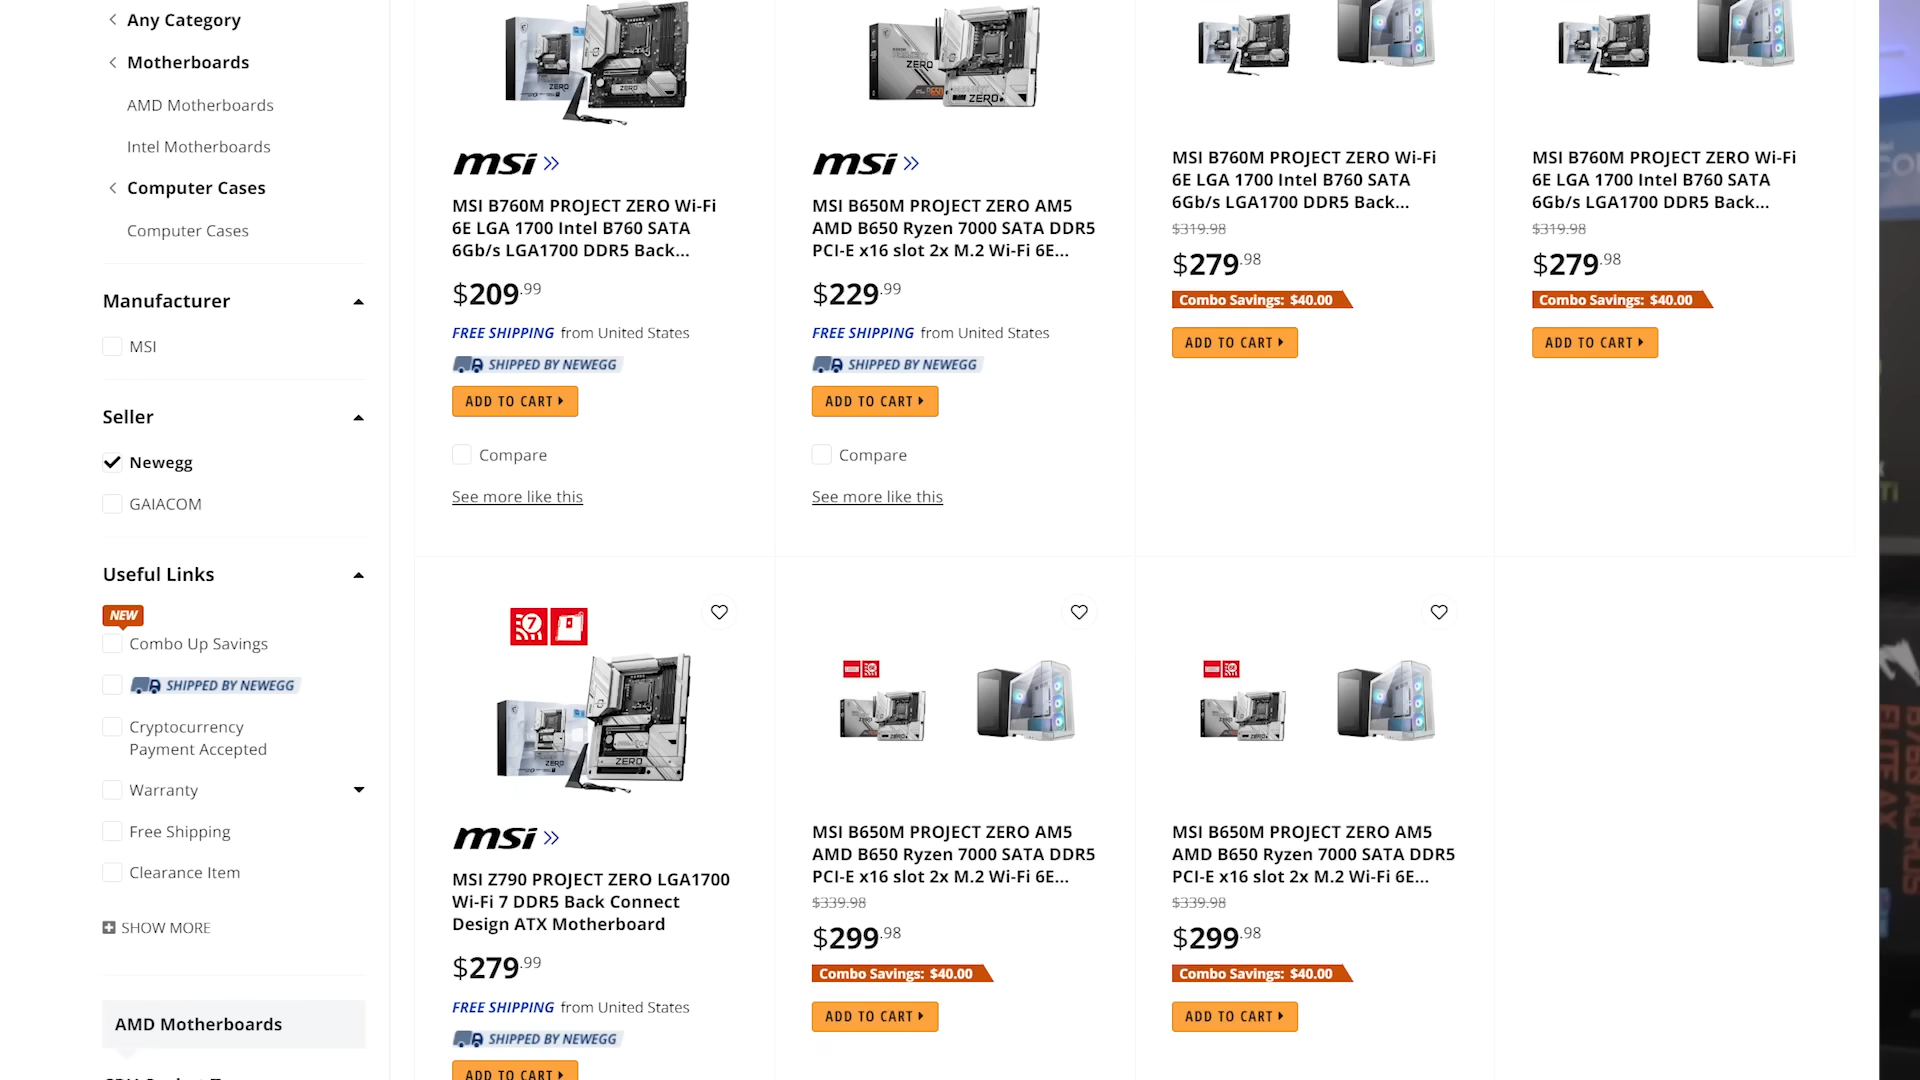 Any Category
Motherboards
AMD Motherboards
Intel Motherboards
Computer Cases
Computer Cases
Manufacturer
MSI
Seller
Newegg
GAIACOM
Useful Links
NEW
Combo Up Savings
SHIPPED BY NEWEGG
Cryptocurrency
Payment Accepted
Warranty
Free Shipping
Clearance Item
SHOW MORE
AMD Motherboards
ZERO
msi
MSI B760M PROJECT ZERO Wi-Fi
6E LGA 1700 Intel B760 SATA
6Gb/s LGA1700 DDR5 Back...
$209.99
FREE SHIPPING from United States
SHIPPED BY NEWEGG
ADD TO CART
Compare
See more like this
ZERO
ZERO
msi
MSI B650M PROJECT ZERO AM5
AMD B650 Ryzen 7000 SATA DDR5
PCI-E x16 slot 2x M.2 Wi-Fi 6E...
$229.99
FREE SHIPPING from United States
SHIPPED BY NEWEGG
ADD TO CART
Compare
See more like this
MSI B760M PROJECT ZERO Wi-Fi
6E LGA 1700 Intel B760 SATA
6Gb/s LGA1700 DDR5 Back...
$319.98
$279.98
Combo Savings: $40.00
ADD TO CART
MSI B760M PROJECT ZERO Wi-Fi
6E LGA 1700 Intel B760 SATA
6Gb/s LGA1700 DDR5 Back...
$319.98
$279.98
Combo Savings: $40.00
ADD TO CART
7
ZERO
msi
MSI Z790 PROJECT ZERO LGA1700
Wi-Fi 7 DDR5 Back Connect
Design ATX Motherboard
$279.99
FREE SHIPPING from United States
SHIPPED BY NEWEGG
ADD TO CART
MSI B650M PROJECT ZERO AM5
AMD B650 Ryzen 7000 SATA DDR5
PCI-E x16 slot 2x M.2 Wi-Fi 6E...
$339.98
$299.98
Combo Savings: $40.00
ADD TO CART
MSI B650M PROJECT ZERO AM5
AMD B650 Ryzen 7000 SATA DDR5
PCI-E x16 slot 2x M.2 Wi-Fi 6E...
$339.98
$299.98
Combo Savings: $40.00
ADD TO CART
B760 AORUS
ELITE AX